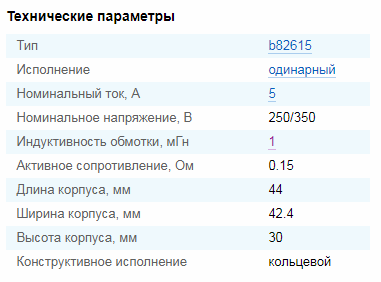 Технические параметры
Тип b82615
Исполнение одинарный
Номинальный ток, А 5
Номинальное напряжение, В 250/350
Индуктивность обмотки, мГн 1
Активное сопротивление, Ом 0.15
Длина корпуса, мм 44
Ширина корпуса, мм 42.4
Высота корпуса, мм 30
Конструктивное исполнение кольцевой